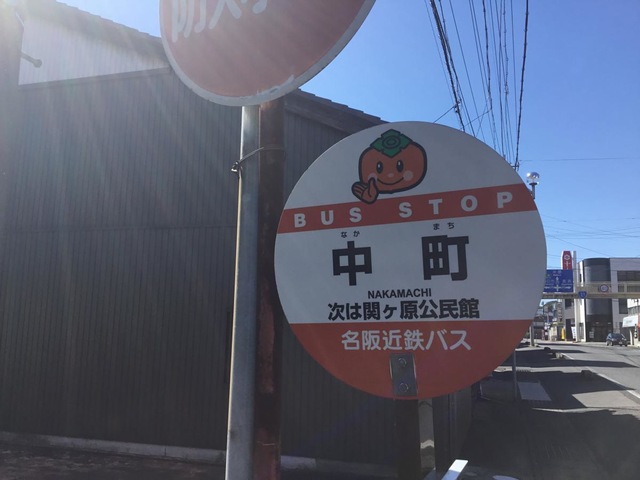 BUS STOP
なか まち
中 町
NAKAMACHI
次は関ヶ原公民館
名阪近鉄バス